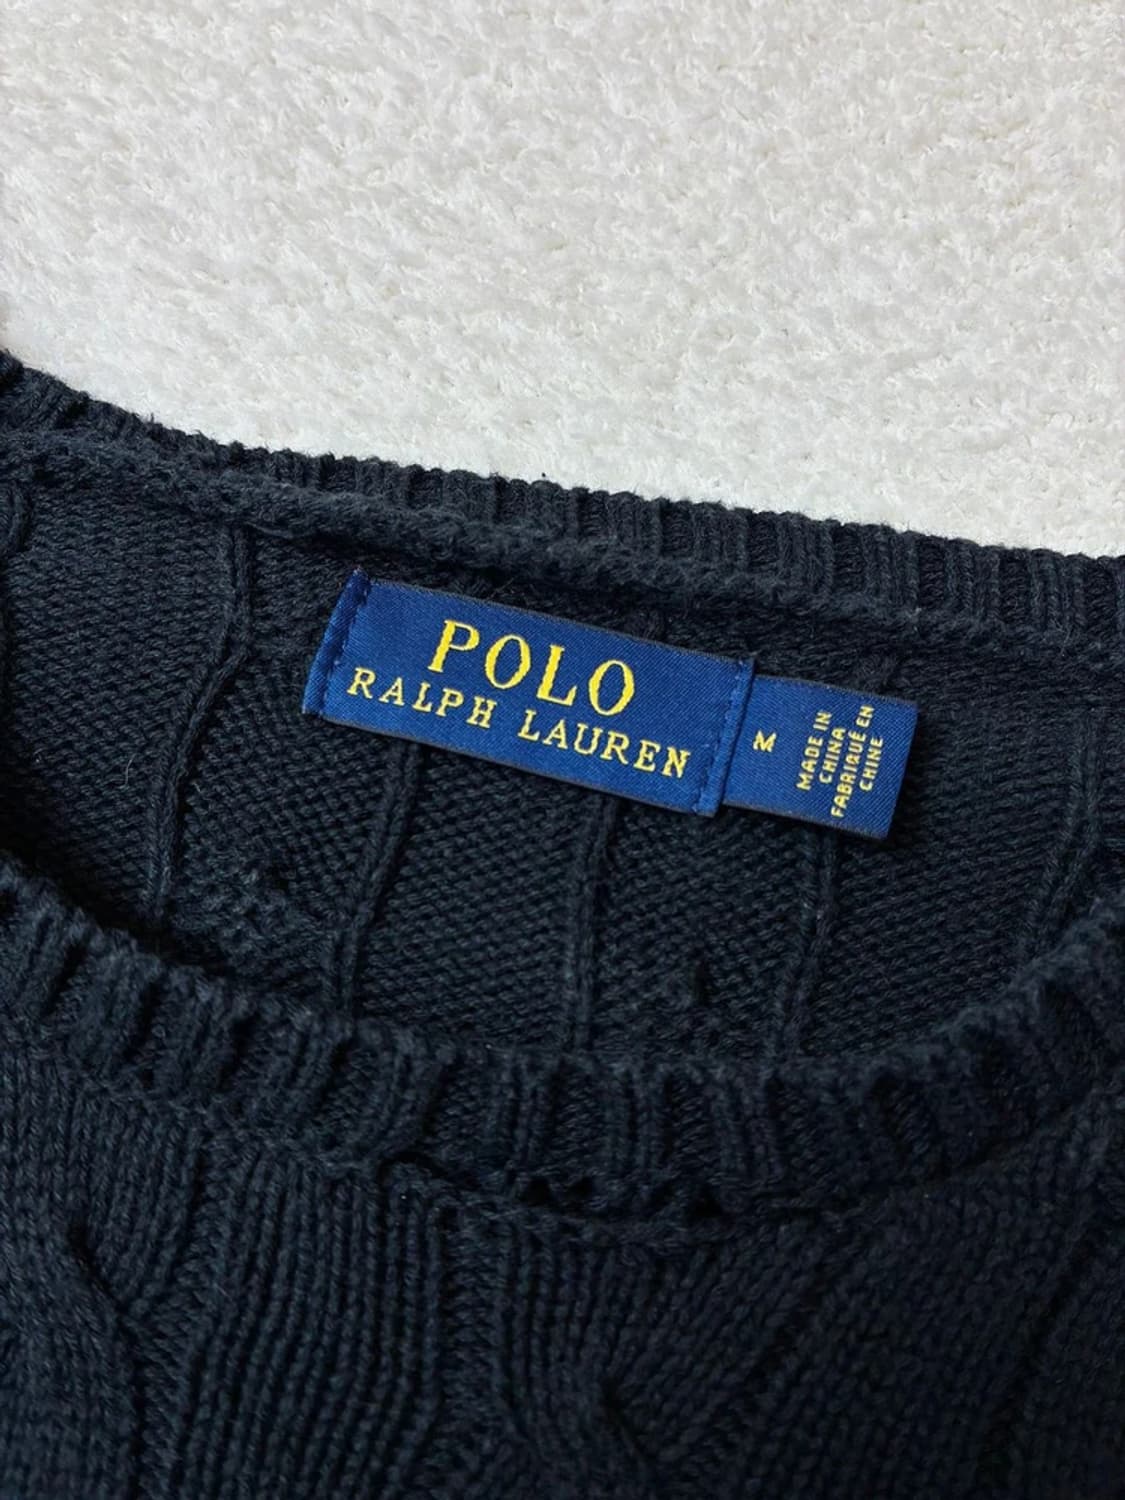 POLO
RALPH LAUREN
M
MADE IN
CHINA
FABRIQUÉ EN
CHINE